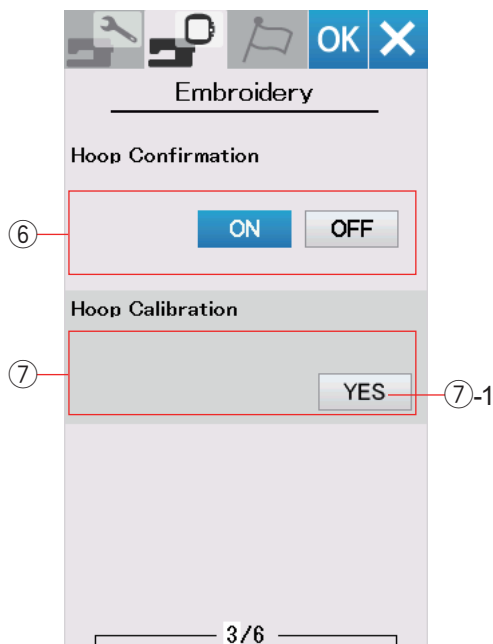 OK X
Embroidery
Hoop Confirmation
⑥ ON OFF
Hoop Calibration
⑦
YES ⑦-1
3/6